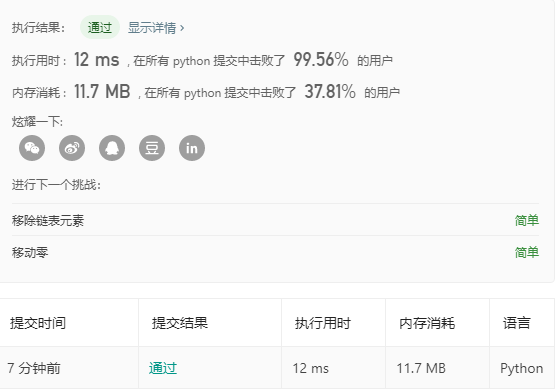 执行结果： 通过 显示详情 ›
执行用时： 12 ms , 在所有 python 提交中击败了 99.56% 的用户
内存消耗： 11.7 MB , 在所有 python 提交中击败了 37.81% 的用户
炫耀一下:
豆 in
进行下一个挑战：
移除链表元素 简单
移动零 简单
提交时间 提交结果 执行用时 内存消耗 语言
7 分钟前 通过 12 ms 11.7 MB Python